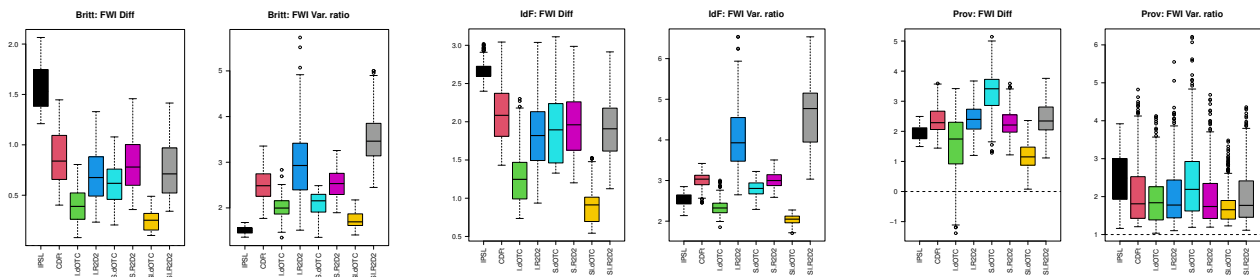 Britt: FWI Diff
2.0
1.5
1.0
0.5
IPSL
CDFt
I.dOTC
I.R2D2
S.dOTC
S.R2D2
SI.dOTC
SI.R2D2
Britt: FWI Var. ratio
5
4
3
2
IPSL
CDFt
I.dOTC
I.R2D2
S.dOTC
S.R2D2
SI.dOTC
SI.R2D2
IdF: FWI Diff
3.0
2.5
2.0
1.5
1.0
0.5
IPSL
CDFt
I.dOTC
I.R2D2
S.dOTC
S.R2D2
SI.dOTC
SI.R2D2
IdF: FWI Var. ratio
6
5
4
3
2
IPSL
CDFt
I.dOTC
I.R2D2
S.dOTC
S.R2D2
SI.dOTC
SI.R2D2
Prov: FWI Diff
5
4
3
2
1
0
-1
IPSL
CDFt
I.dOTC
I.R2D2
S.dOTC
S.R2D2
SI.dOTC
SI.R2D2
Prov: FWI Var. ratio
6
5
4
3
2
1
IPSL
CDFt
I.dOTC
I.R2D2
S.dOTC
S.R2D2
SI.dOTC
SI.R2D2